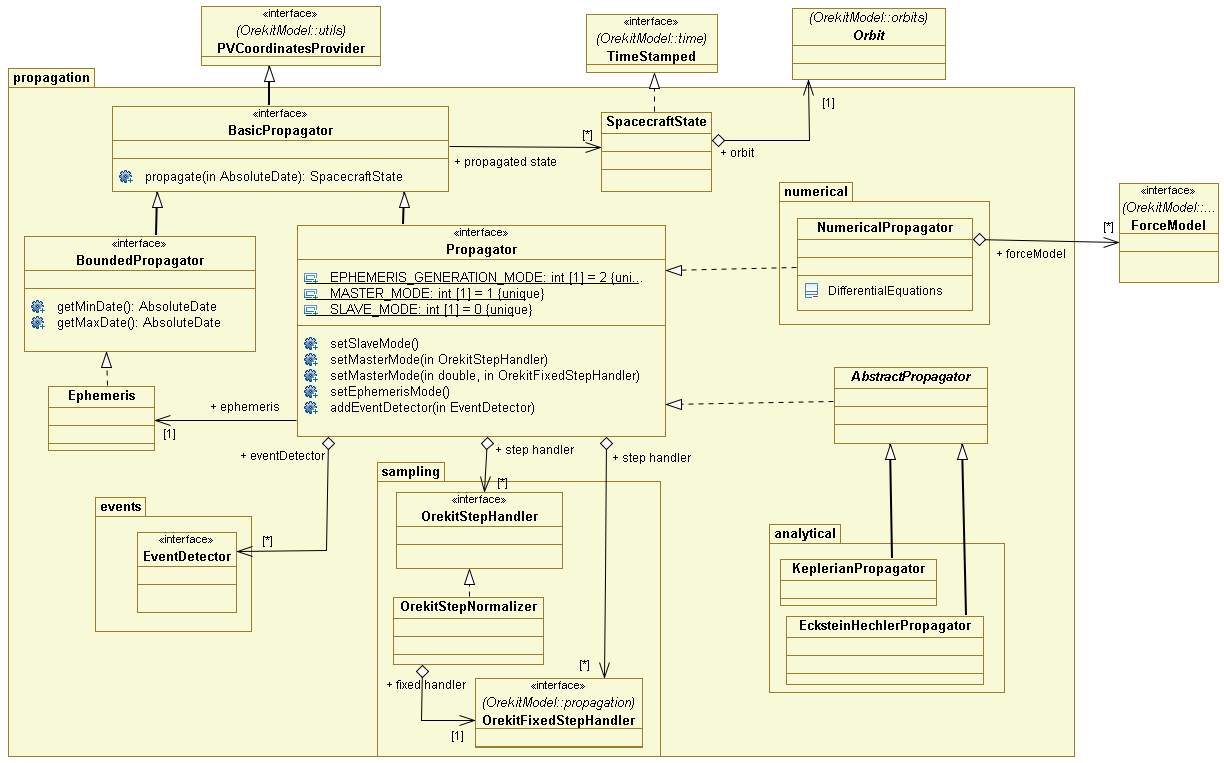 «interface»
(OrekitModel::utils)
PVCoordinatesProvider
«interface»
(OrekitModel::time)
TimeStamped
(OrekitModel::orbits)
Orbit
propagation
«interface»
BasicPropagator
propagate(in AbsoluteDate): SpacecraftState
[*]
+ propagated state
SpacecraftState
[1]
+ orbit
numerical
NumericalPropagator
DifferentialEquations
[*]
+ forceModel
«interface»
(OrekitModel::...
ForceModel
«interface»
BoundedPropagator
getMinDate(): AbsoluteDate
getMaxDate(): AbsoluteDate
«interface»
Propagator
EPHEMERIS_GENERATION_MODE: int [1] = 2 {uni...
MASTER_MODE: int [1] = 1 {unique}
SLAVE_MODE: int [1] = 0 {unique}
setSlaveMode()
setMasterMode(in OrekitStepHandler)
setMasterMode(in double, in OrekitFixedStepHandler)
setEphemerisMode()
addEventDetector(in EventDetector)
AbstractPropagator
Ephemeris
+ ephemeris
[1]
+ eventDetector
+ step handler
[*]
+ step handler
[*]
events
«interface»
EventDetector
[*]
sampling
«interface»
OrekitStepHandler
OrekitStepNormalizer
+ fixed handler
[1]
«interface»
(OrekitModel::propagation)
OrekitFixedStepHandler
analytical
KeplerianPropagator
EcksteinHechlerPropagator